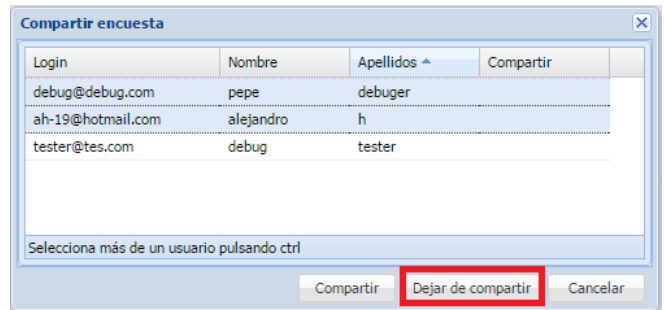 Compartir encuesta
Login Nombre Apellidos Compartir
debug@debug.com pepe debuger
ah-19@hotmail.com alejandro h
tester@tes.com debug tester
Selecciona más de un usuario pulsando ctrl
Compartir Dejar de compartir Cancelar